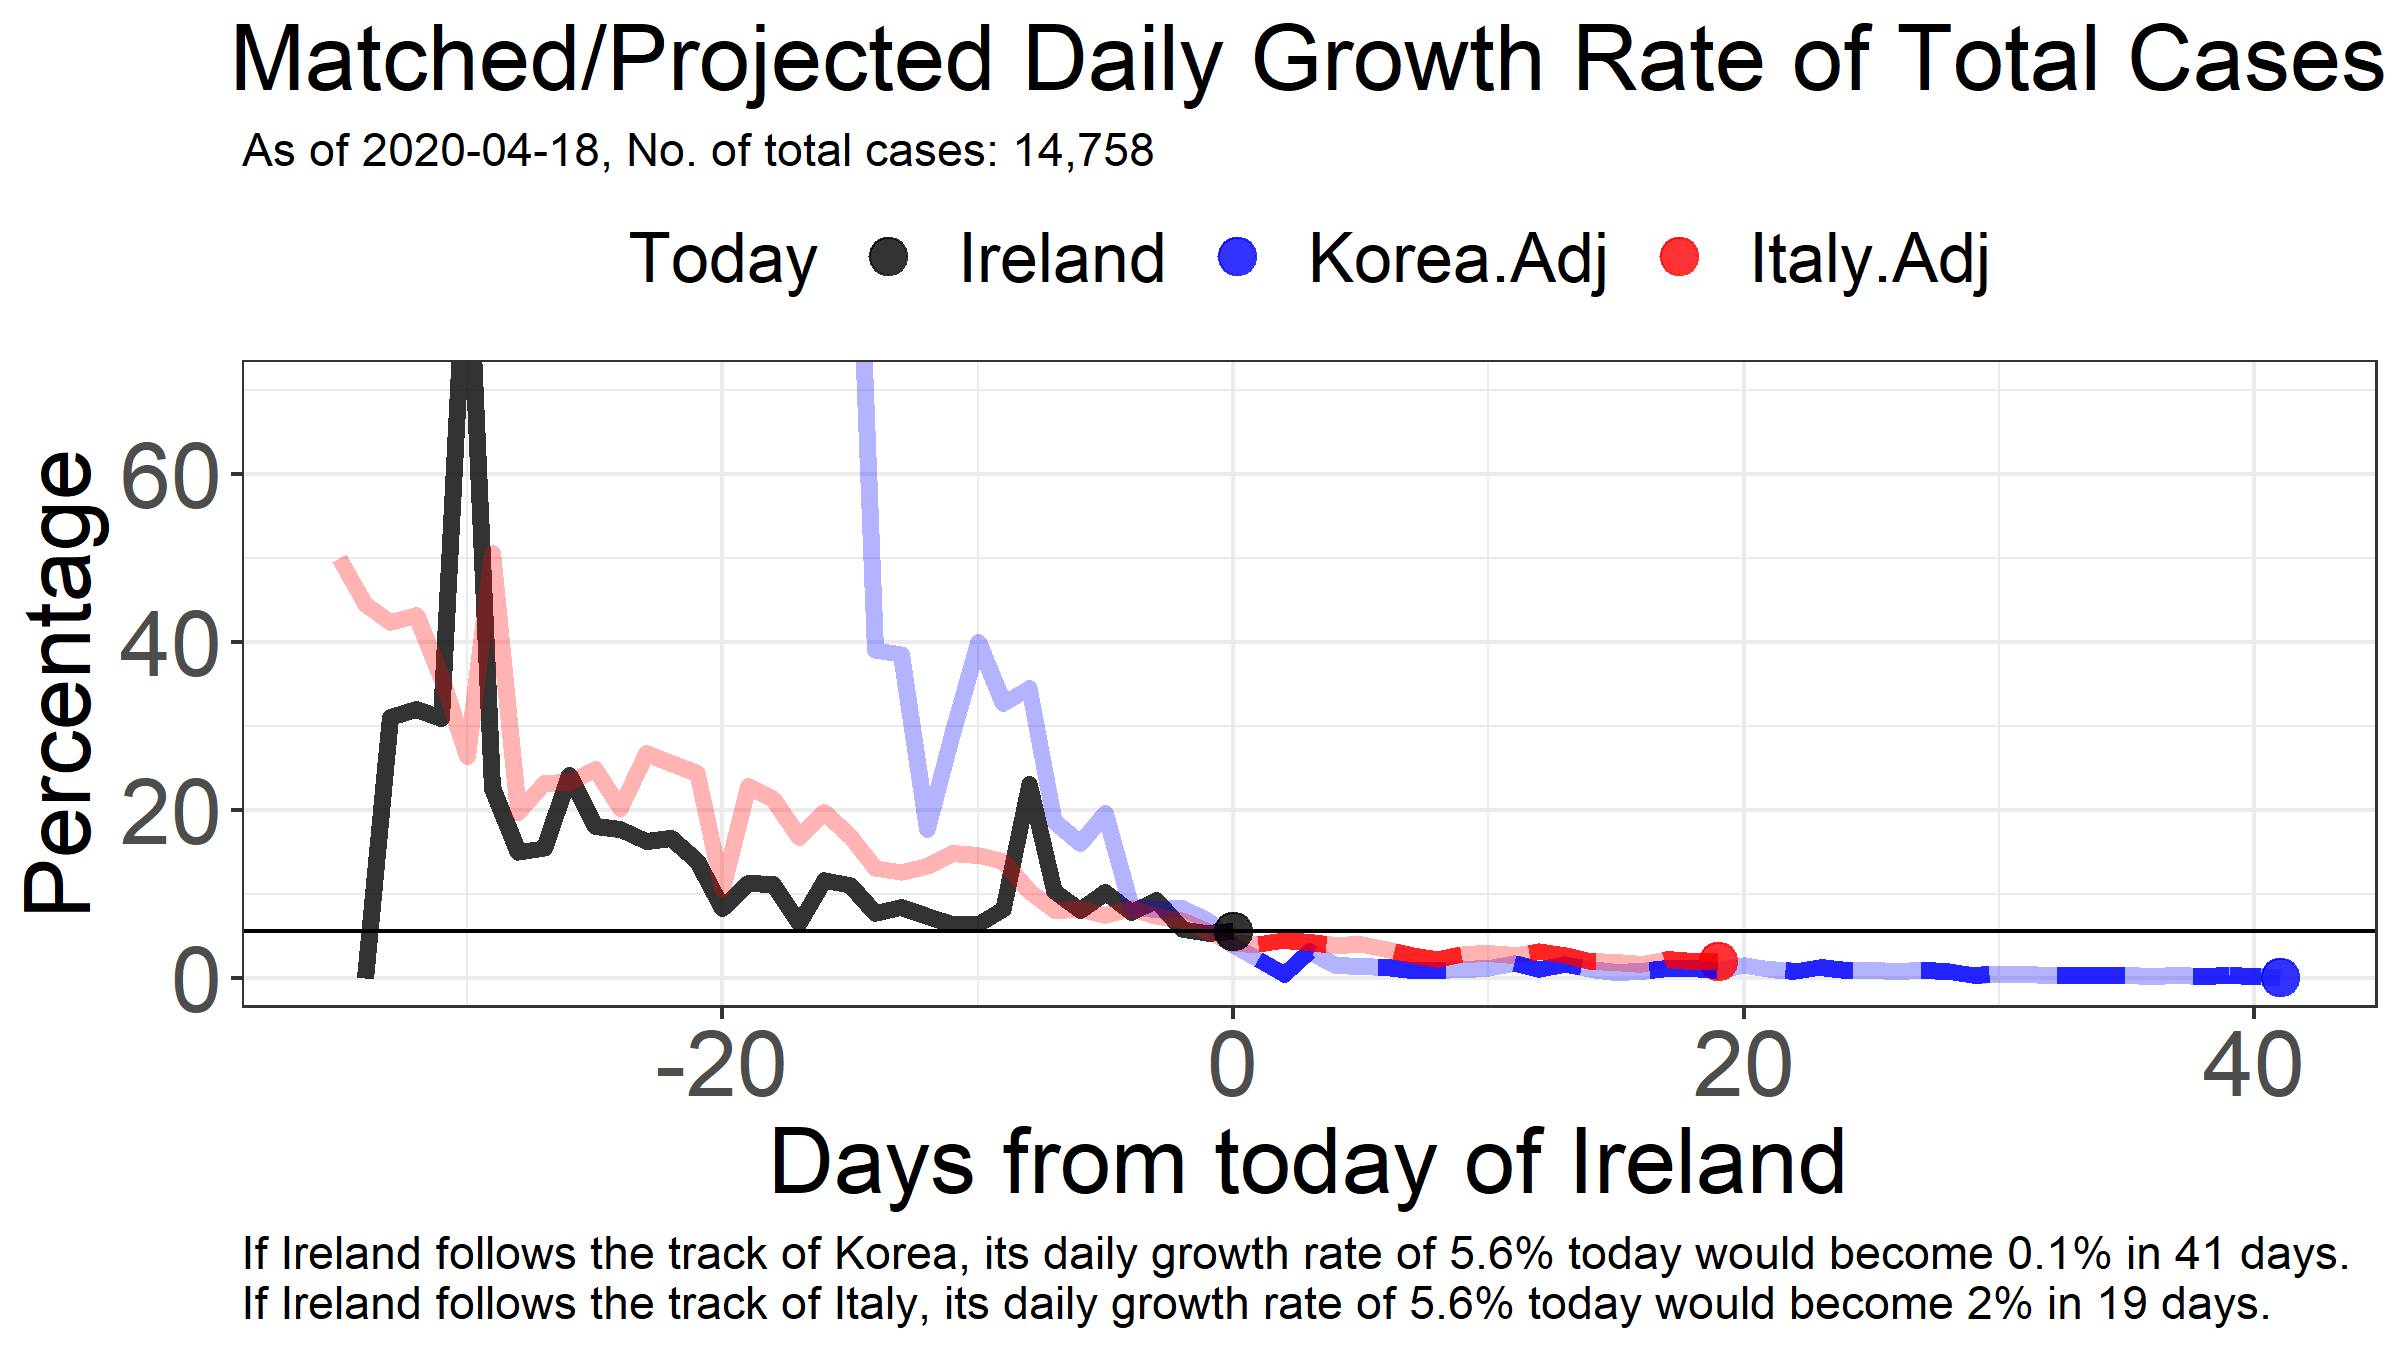 Matched/Projected Daily Growth Rate of Total Cases
As of 2020-04-18, No. of total cases: 14,758
Today Ireland Korea.Adj Italy.Adj
Percentage
60
40
20
0
-20 0 20 40
Days from today of Ireland
If Ireland follows the track of Korea, its daily growth rate of 5.6% today would become 0.1% in 41 days.
If Ireland follows the track of Italy, its daily growth rate of 5.6% today would become 2% in 19 days.